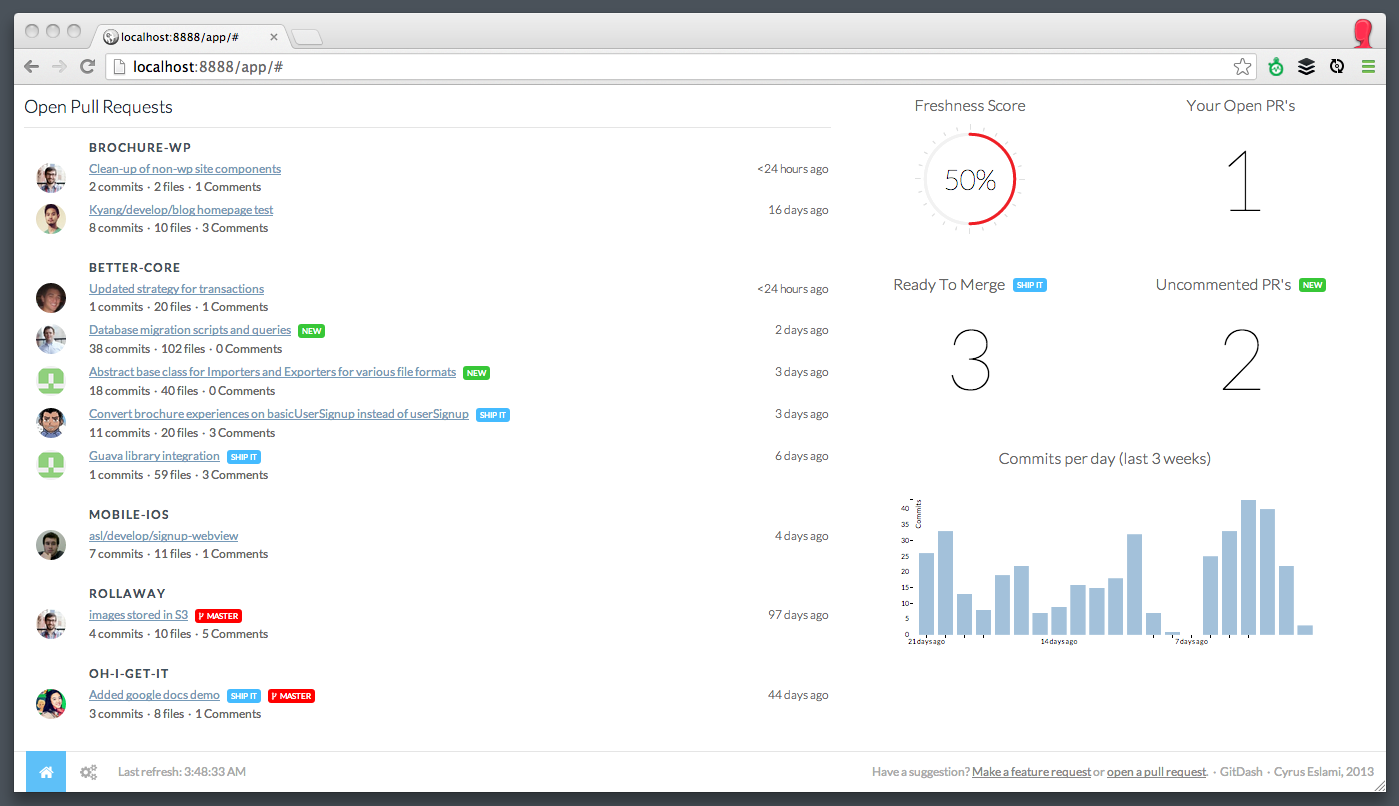 localhost:8888/app/#
localhost:8888/app/#
Open Pull Requests
BROCHURE-WP
Clean-up of non-wp site components
<24 hours ago
2 commits · 2 files · 1 Comments
Kyang/develop/blog homepage test
16 days ago
8 commits · 10 files · 3 Comments
BETTER-CORE
Updated strategy for transactions
<24 hours ago
1 commits · 20 files · 1 Comments
Database migration scripts and queries NEW
2 days ago
38 commits · 102 files · 0 Comments
Abstract base class for Importers and Exporters for various file formats NEW
3 days ago
18 commits · 40 files · 0 Comments
Convert brochure experiences on basicUserSignup instead of userSignup SHIP IT
3 days ago
11 commits · 20 files · 3 Comments
Guava library integration SHIP IT
6 days ago
1 commits · 59 files · 3 Comments
MOBILE-IOS
asl/develop/signup-webview
4 days ago
7 commits · 11 files · 1 Comments
ROLLAWAY
images stored in S3 MASTER
97 days ago
4 commits · 10 files · 5 Comments
OH-I-GET-IT
Added google docs demo SHIP IT MASTER
44 days ago
3 commits · 8 files · 1 Comments
Freshness Score
50%
Your Open PR's
1
Ready To Merge SHIP IT
3
Uncommented PR's NEW
2
Commits per day (last 3 weeks)
Commits
40
35
30
25
20
15
10
5
0
21 days ago
14 days ago
7 days ago
Last refresh: 3:48:33 AM
Have a suggestion? Make a feature request or open a pull request. · GitDash · Cyrus Eslami, 2013